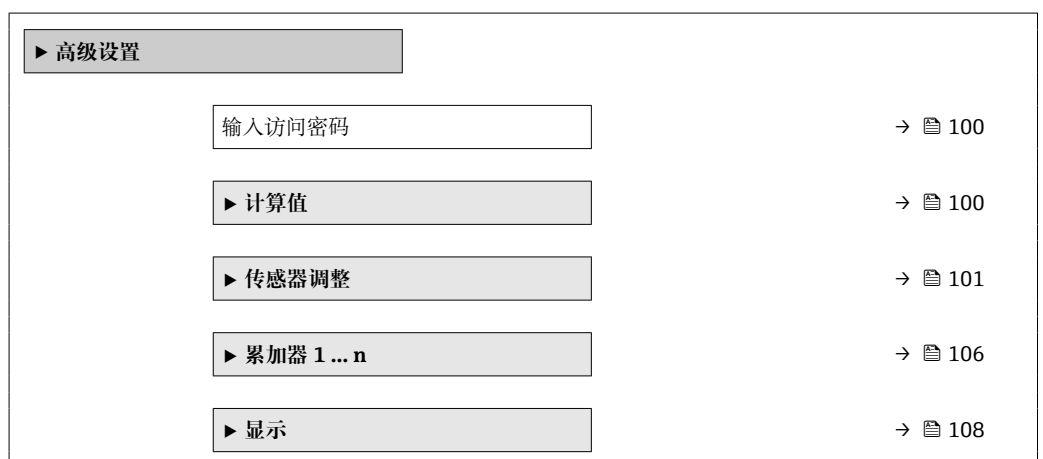 ▶ 高级设置
输入访问密码 → 🖹 100
▶ 计算值 → 🖹 100
▶ 传感器调整 → 🖹 101
▶ 累加器 1 … n → 🖹 106
▶ 显示 → 🖹 108